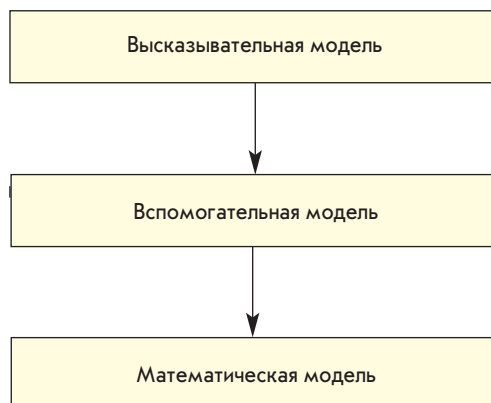 Высказывательная модель
Вспомогательная модель
Математическая модель